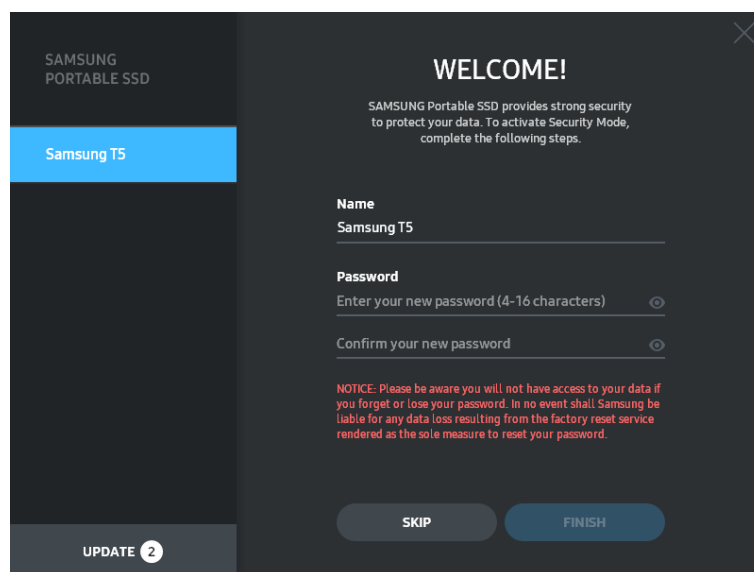 SAMSUNG
PORTABLE SSD
Samsung T5
UPDATE 2
WELCOME!
SAMSUNG Portable SSD provides strong security
to protect your data. To activate Security Mode,
complete the following steps.
Name
Samsung T5
Password
Enter your new password (4-16 characters)
Confirm your new password
NOTICE: Please be aware you will not have access to your data if
you forget or lose your password. In no event shall Samsung be
liable for any data loss resulting from the factory reset service
rendered as the sole measure to reset your password.
SKIP
FINISH